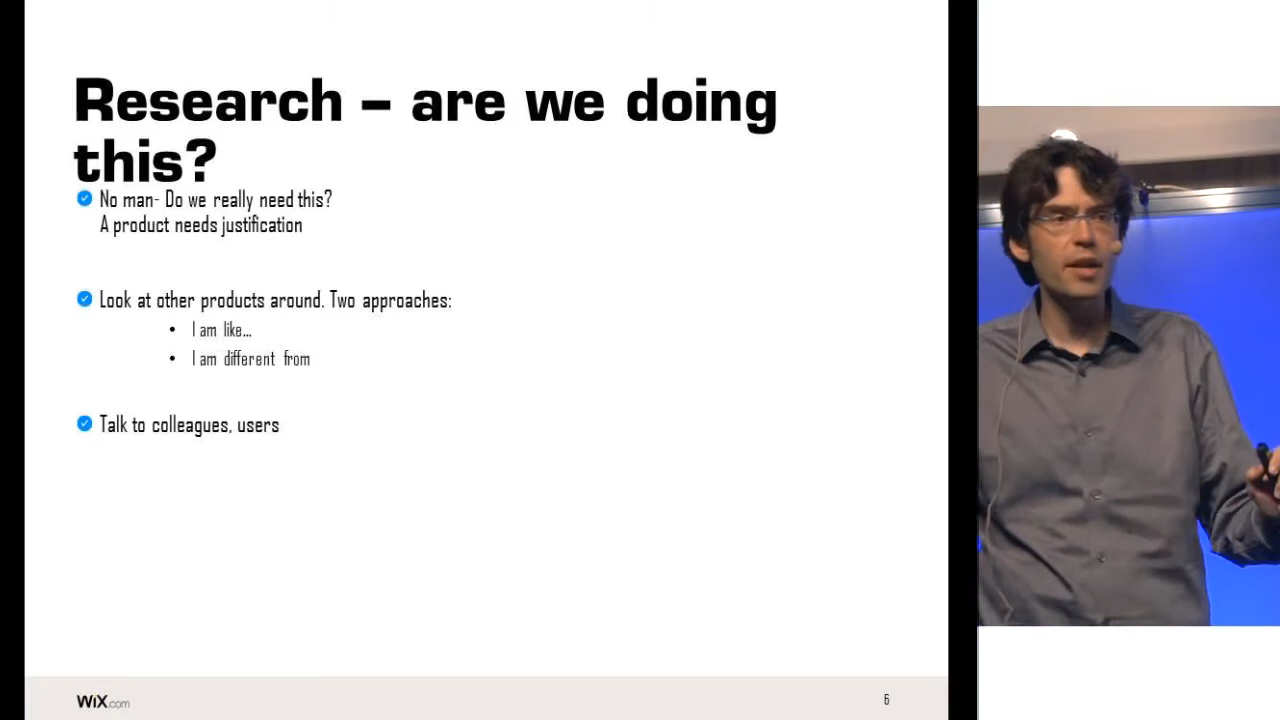 Research – are we doing
this?
No man- Do we really need this?
A product needs justification
Look at other products around. Two approaches:
• I am like...
• I am different from
Talk to colleagues, users
WiX.com
6